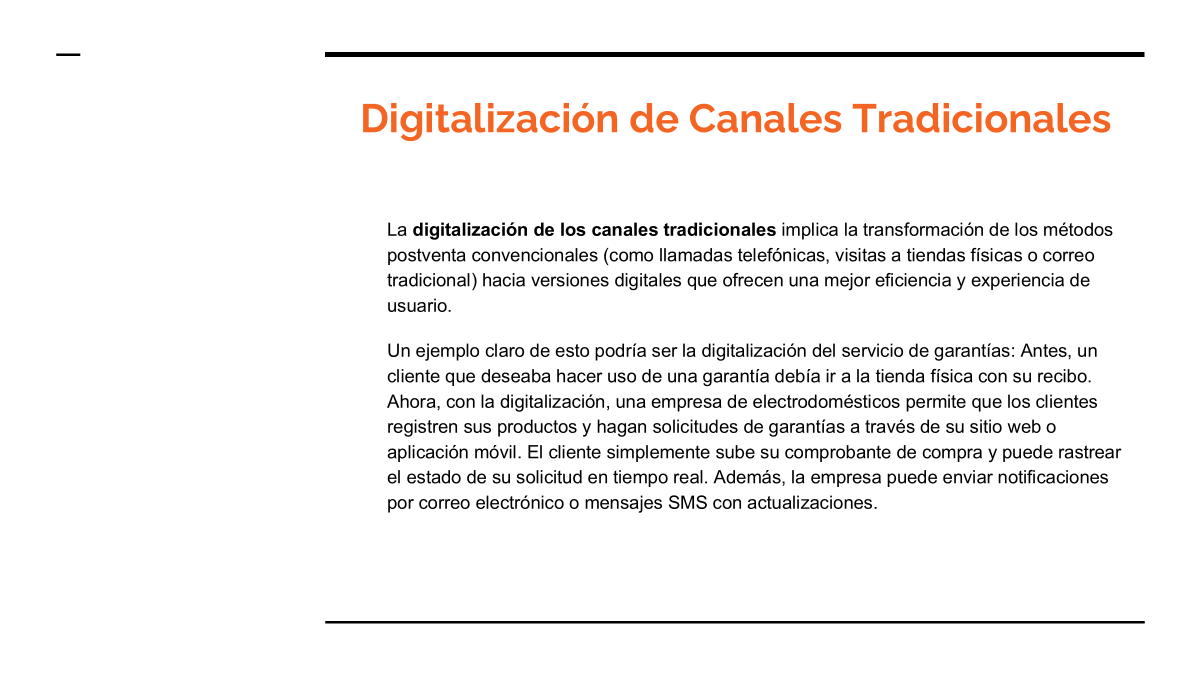 Digitalización de Canales Tradicionales
La digitalización de los canales tradicionales implica la transformación de los métodos
postventa convencionales (como llamadas telefónicas, visitas a tiendas físicas o correo
tradicional) hacia versiones digitales que ofrecen una mejor eficiencia y experiencia de
usuario.
Un ejemplo claro de esto podría ser la digitalización del servicio de garantías: Antes, un
cliente que deseaba hacer uso de una garantía debía ir a la tienda física con su recibo.
Ahora, con la digitalización, una empresa de electrodomésticos permite que los clientes
registren sus productos y hagan solicitudes de garantías a través de su sitio web o
aplicación móvil. El cliente simplemente sube su comprobante de compra y puede rastrear
el estado de su solicitud en tiempo real. Además, la empresa puede enviar notificaciones
por correo electrónico o mensajes SMS con actualizaciones.